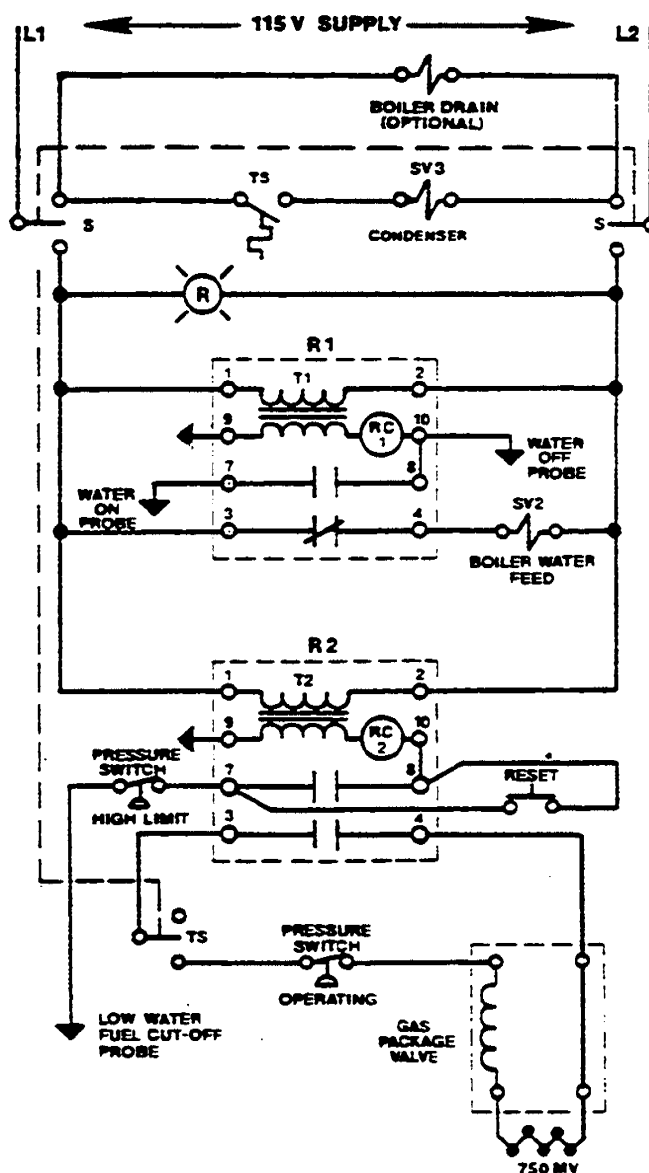 L1 115 V SUPPLY L2
BOILER DRAIN
(OPTIONAL)
TS SV3
CONDENSER
S S
R
R1
1 T1 2
9 RC 1 10
WATER
OFF
PROBE
7 8
WATER
ON
PROBE
3 4
SV2
BOILER WATER
FEED
R2
1 T2 2
9 RC 2 10
PRESSURE
SWITCH
HIGH LIMIT
7 8
RESET
3 4
TS
PRESSURE
SWITCH
OPERATING
LOW WATER
FUEL CUT-OFF
PROBE
GAS
PACKAGE
VALVE
750 MV